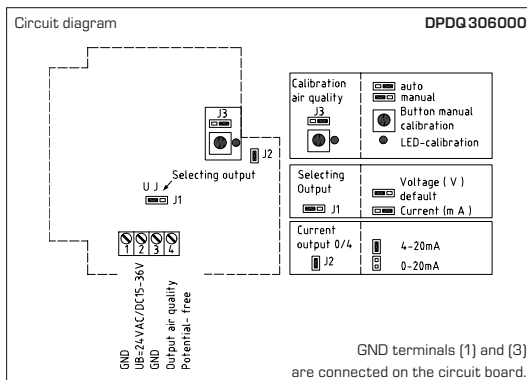 Circuit diagram
DPDQ306000
J3
J2
Selecting output
U J
J1
1 2 3 4
GND
UB=24VAC/DC15-36V
GND
Output air quality
Potential- free
Calibration
air quality
J3
auto
manual
Button manual
calibration
LED-calibration
Selecting
Output
J1
Voltage ( V )
default
Current (m A )
Current
output 0/4
J2
4-20mA
0-20mA
GND terminals (1) and (3)
are connected on the circuit board.